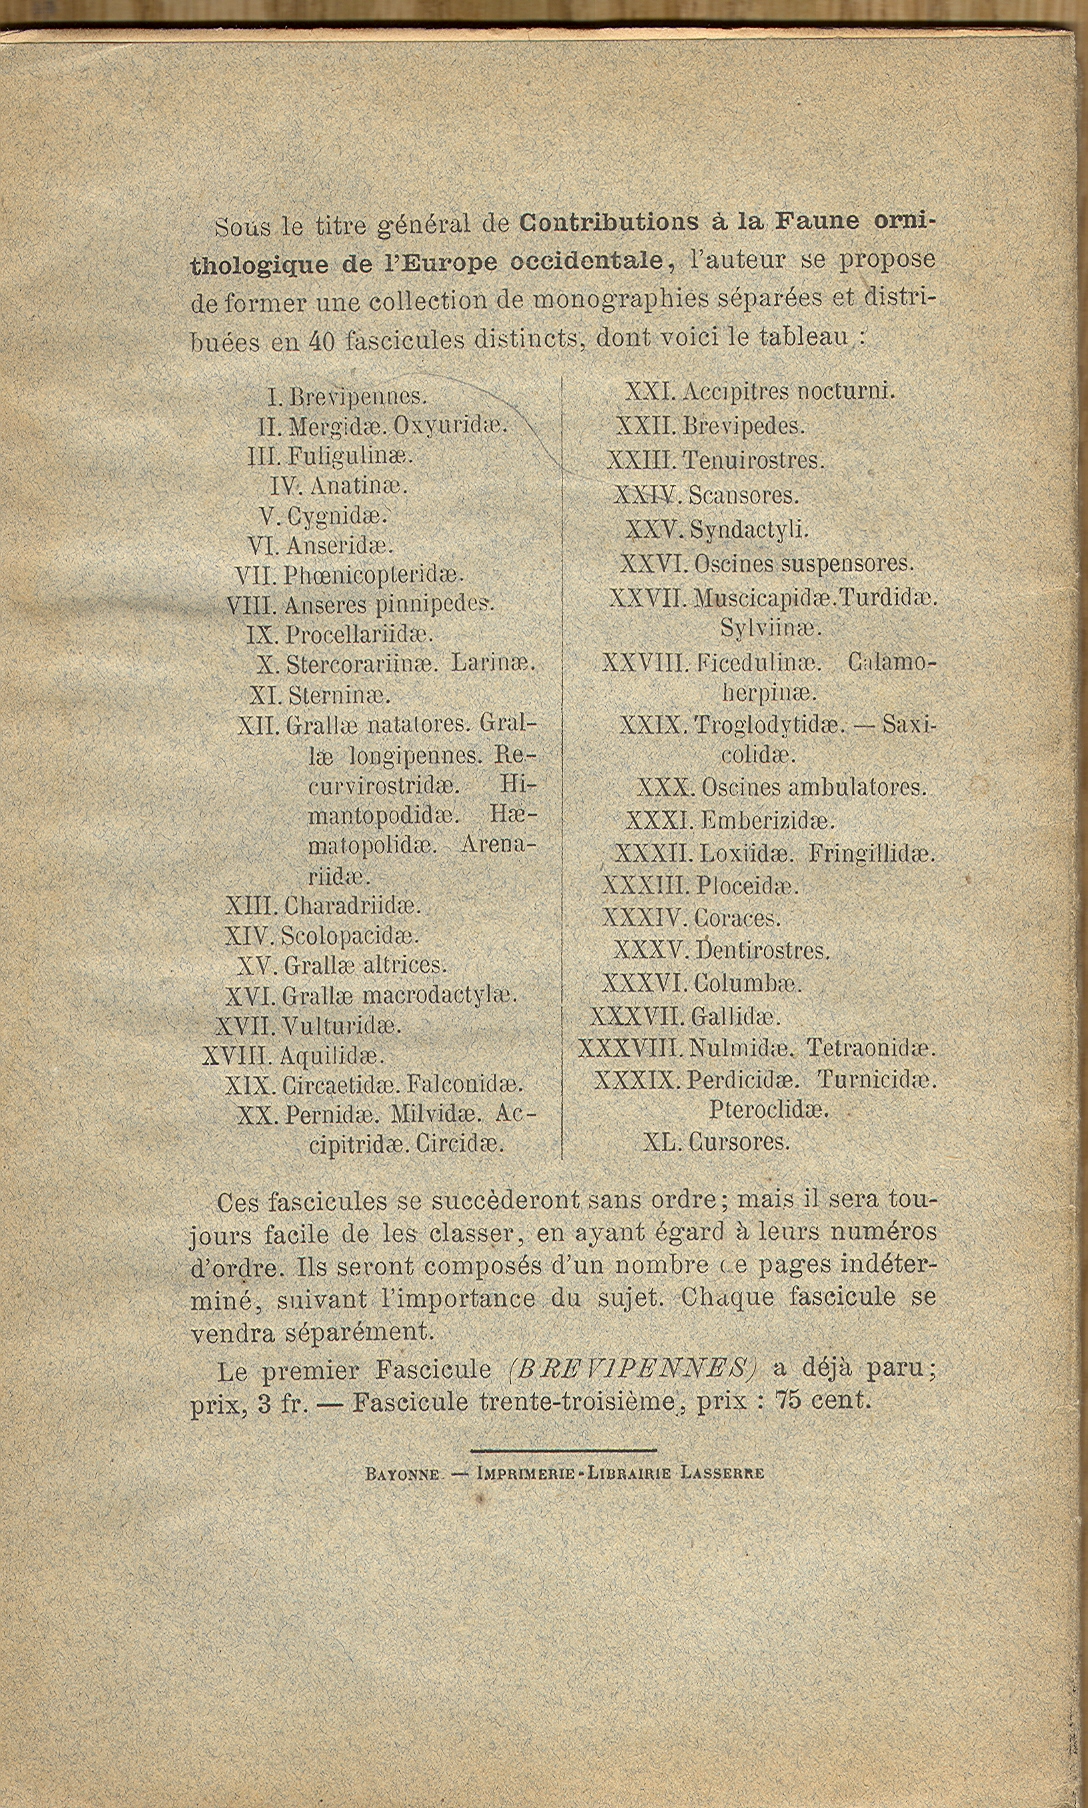 Sous le titre général de Contributions à la Faune orni-
thologique de l'Europe occidentale, l'auteur se propose
de former une collection de monographies séparées et distri-
buées en 40 fascicules distincts, dont voici le tableau :
I. Brevipennes.
II. Mergidæ. Oxyuridæ.
III. Fuligulinæ.
IV. Anatinæ.
V. Cygnidæ.
VI. Anseridæ.
VII. Phœnicopteridæ.
VIII. Anseres pinnipedes.
IX. Procellariidæ.
X. Stercorariinæ. Larinæ.
XI. Sterninæ.
XII. Grallæ natatores. Gral-
læ longipennes. Re-
curvirostridæ. Hi-
mantopodidæ. Hæ-
matopolidæ. Arena-
riidæ.
XIII. Charadriidæ.
XIV. Scolopacidæ.
XV. Grallæ altrices.
XVI. Grallæ macrodactylæ.
XVII. Vulturidæ.
XVIII. Aquilidæ.
XIX. Circaetidæ. Falconidæ.
XX. Pernidæ. Milvidæ. Ac-
cipitridæ. Circidæ.
XXI. Accipitres nocturni.
XXII. Brevipedes.
XXIII. Tenuirostres.
XXIV. Scansores.
XXV. Syndactyli.
XXVI. Oscines suspensores.
XXVII. Muscicapidæ. Turdidæ.
Sylviinæ.
XXVIII. Ficedulinæ. Calamo-
herpinæ.
XXIX. Troglodytidæ. — Saxi-
colidæ.
XXX. Oscines ambulatores.
XXXI. Emberizidæ.
XXXII. Loxiidæ. Fringillidæ.
XXXIII. Ploceidæ.
XXXIV. Coraces.
XXXV. Dentirostres.
XXXVI. Columbæ.
XXXVII. Gallidæ.
XXXVIII. Nulmidæ. Tetraonidæ.
XXXIX. Perdicidæ. Turnicidæ.
Pteroclidæ.
XL. Cursores.
Ces fascicules se succèderont sans ordre ; mais il sera tou-
jours facile de les classer, en ayant égard à leurs numéros
d'ordre. Ils seront composés d'un nombre de pages indéter-
miné, suivant l'importance du sujet. Chaque fascicule se
vendra séparément.
Le premier Fascicule (BREVIPENNES) a déjà paru ;
prix, 3 fr. — Fascicule trente-troisième, prix : 75 cent.
BAYONNE. — IMPRIMERIE-LIBRAIRIE LASSERRE